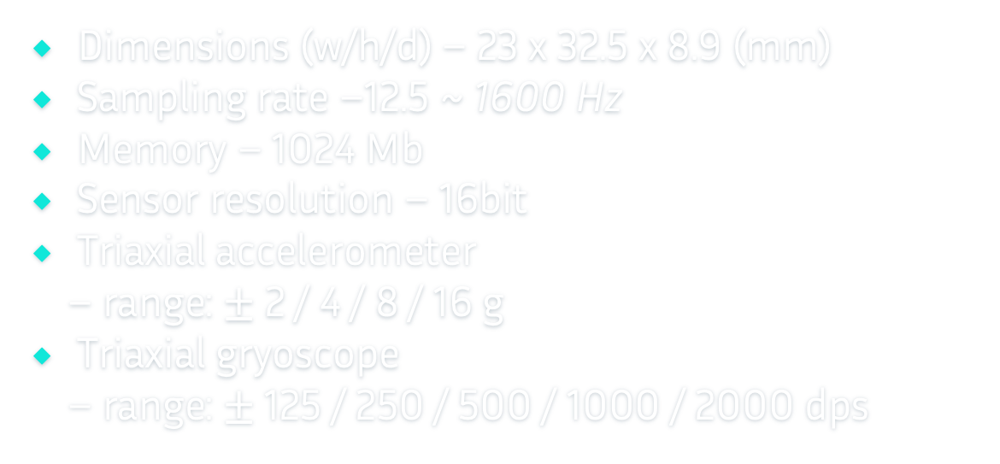 ◆ Dimensions (w/h/d) – 23 x 32.5 x 8.9 (mm)
◆ Sampling rate –12.5 ~ 1600 Hz
◆ Memory – 1024 Mb
◆ Sensor resolution – 16bit
◆ Triaxial accelerometer
– range: ± 2 / 4 / 8 / 16 g
◆ Triaxial gryoscope
– range: ± 125 / 250 / 500 / 1000 / 2000 dps